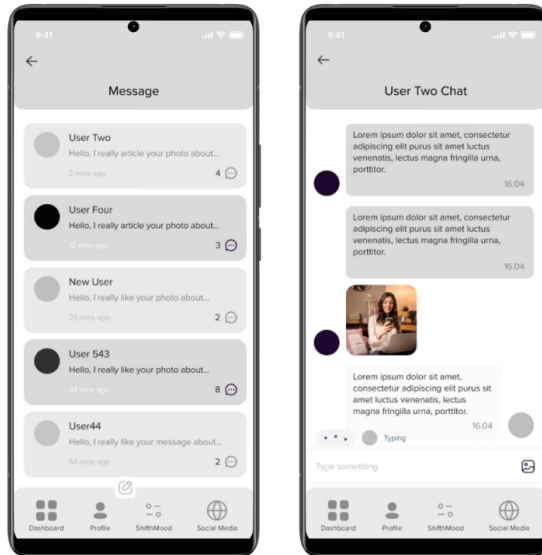 9:41
Message
User Two
Hello, I really article your photo about...
2 mins ago
4
User Four
Hello, I really article your photo about...
12 mins ago
3
New User
Hello, I really like your photo about...
23 mins ago
2
User 543
Hello, I really like your photo about...
34 mins ago
8
User44
Hello, I really like your message about...
54 mins ago
2
Dashboard
Profile
ShifthMood
Social Media
9:41
User Two Chat
Lorem ipsum dolor sit amet, consectetur
adipiscing elit purus sit amet luctus
venenatis, lectus magna fringilla urna,
porttitor.
16.04
Lorem ipsum dolor sit amet, consectetur
adipiscing elit purus sit amet luctus
venenatis, lectus magna fringilla urna,
porttitor.
16.04
Lorem ipsum dolor sit amet,
consectetur adipiscing elit purus sit
amet luctus venenatis, lectus
magna fringilla urna, porttitor.
16.04
Typing
Type something
Dashboard
Profile
ShifthMood
Social Media